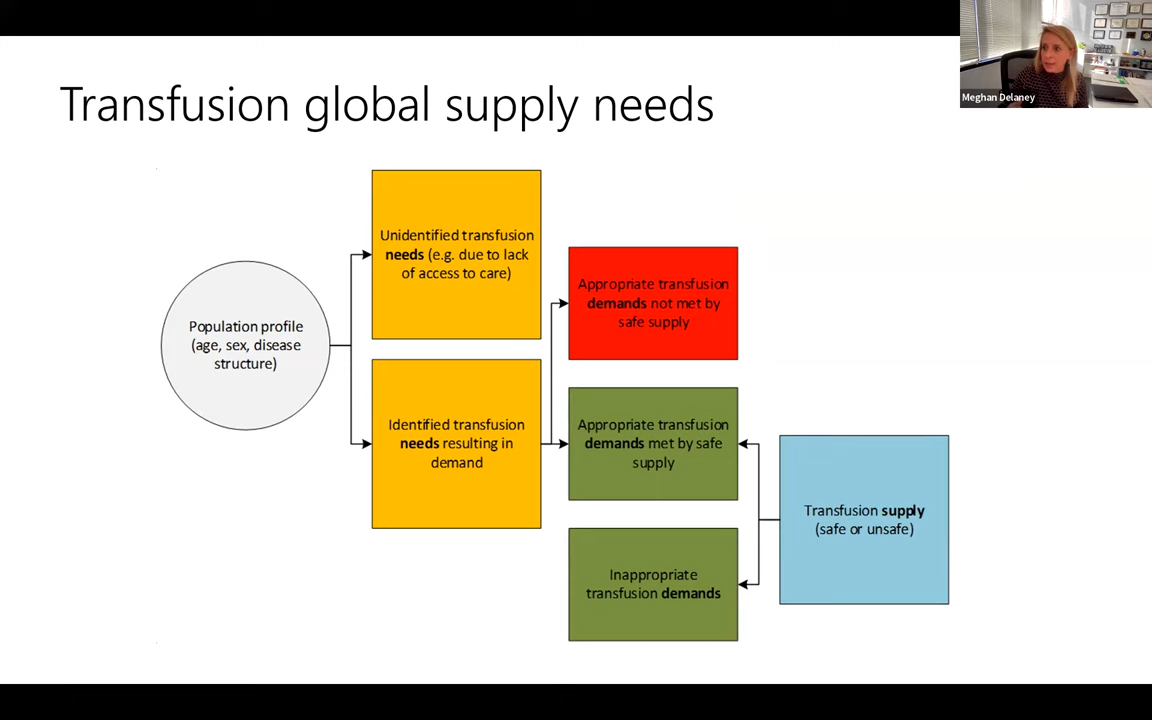 Transfusion global supply needs
Meghan Delaney
Population profile
(age, sex, disease
structure)
Unidentified transfusion
needs (e.g. due to lack
of access to care)
Identified transfusion
needs resulting in
demand
Appropriate transfusion
demands not met by
safe supply
Appropriate transfusion
demands met by safe
supply
Inappropriate
transfusion demands
Transfusion supply
(safe or unsafe)